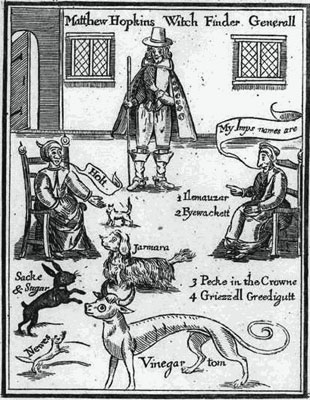 Matthew Hopkins Witch Finder Generall
My Imps names are
Holt
1 Ilemauzar
2 Pyewackett
Jarmara
Sacke
& Sugar
3 Pecke in the Crowne
4 Griezzell Greedigutt
Newes
Vinegar tom